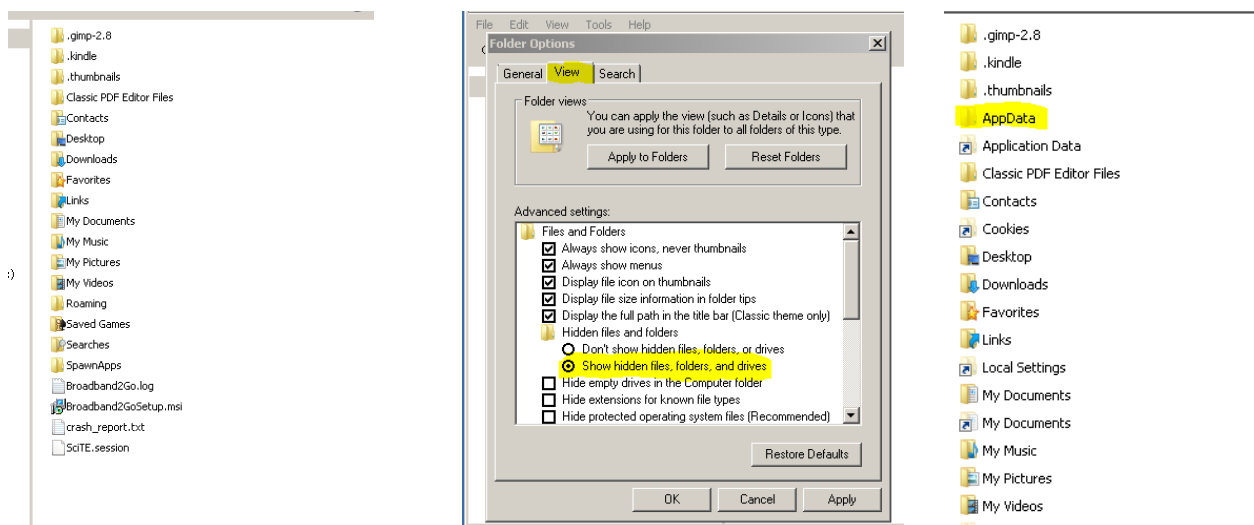 .gimp-2.8
.kindle
.thumbnails
Classic PDF Editor Files
Contacts
Desktop
Downloads
Favorites
Links
My Documents
My Music
My Pictures
:)
My Videos
Roaming
Saved Games
Searches
SpawnApps
Broadband2Go.log
Broadband2GoSetup.msi
crash_report.txt
SciTE.session
File Edit View Tools Help
Folder Options
General View Search
Folder views
You can apply the view (such as Details or Icons) that
you are using for this folder to all folders of this type.
Apply to Folders Reset Folders
Advanced settings:
Files and Folders
Always show icons, never thumbnails
Always show menus
Display file icon on thumbnails
Display file size information in folder tips
Display the full path in the title bar (Classic theme only)
Hidden files and folders
Don't show hidden files, folders, or drives
Show hidden files, folders, and drives
Hide empty drives in the Computer folder
Hide extensions for known file types
Hide protected operating system files (Recommended)
Restore Defaults
OK Cancel Apply
.gimp-2.8
.kindle
.thumbnails
AppData
Application Data
Classic PDF Editor Files
Contacts
Cookies
Desktop
Downloads
Favorites
Links
Local Settings
My Documents
My Documents
My Music
My Pictures
My Videos